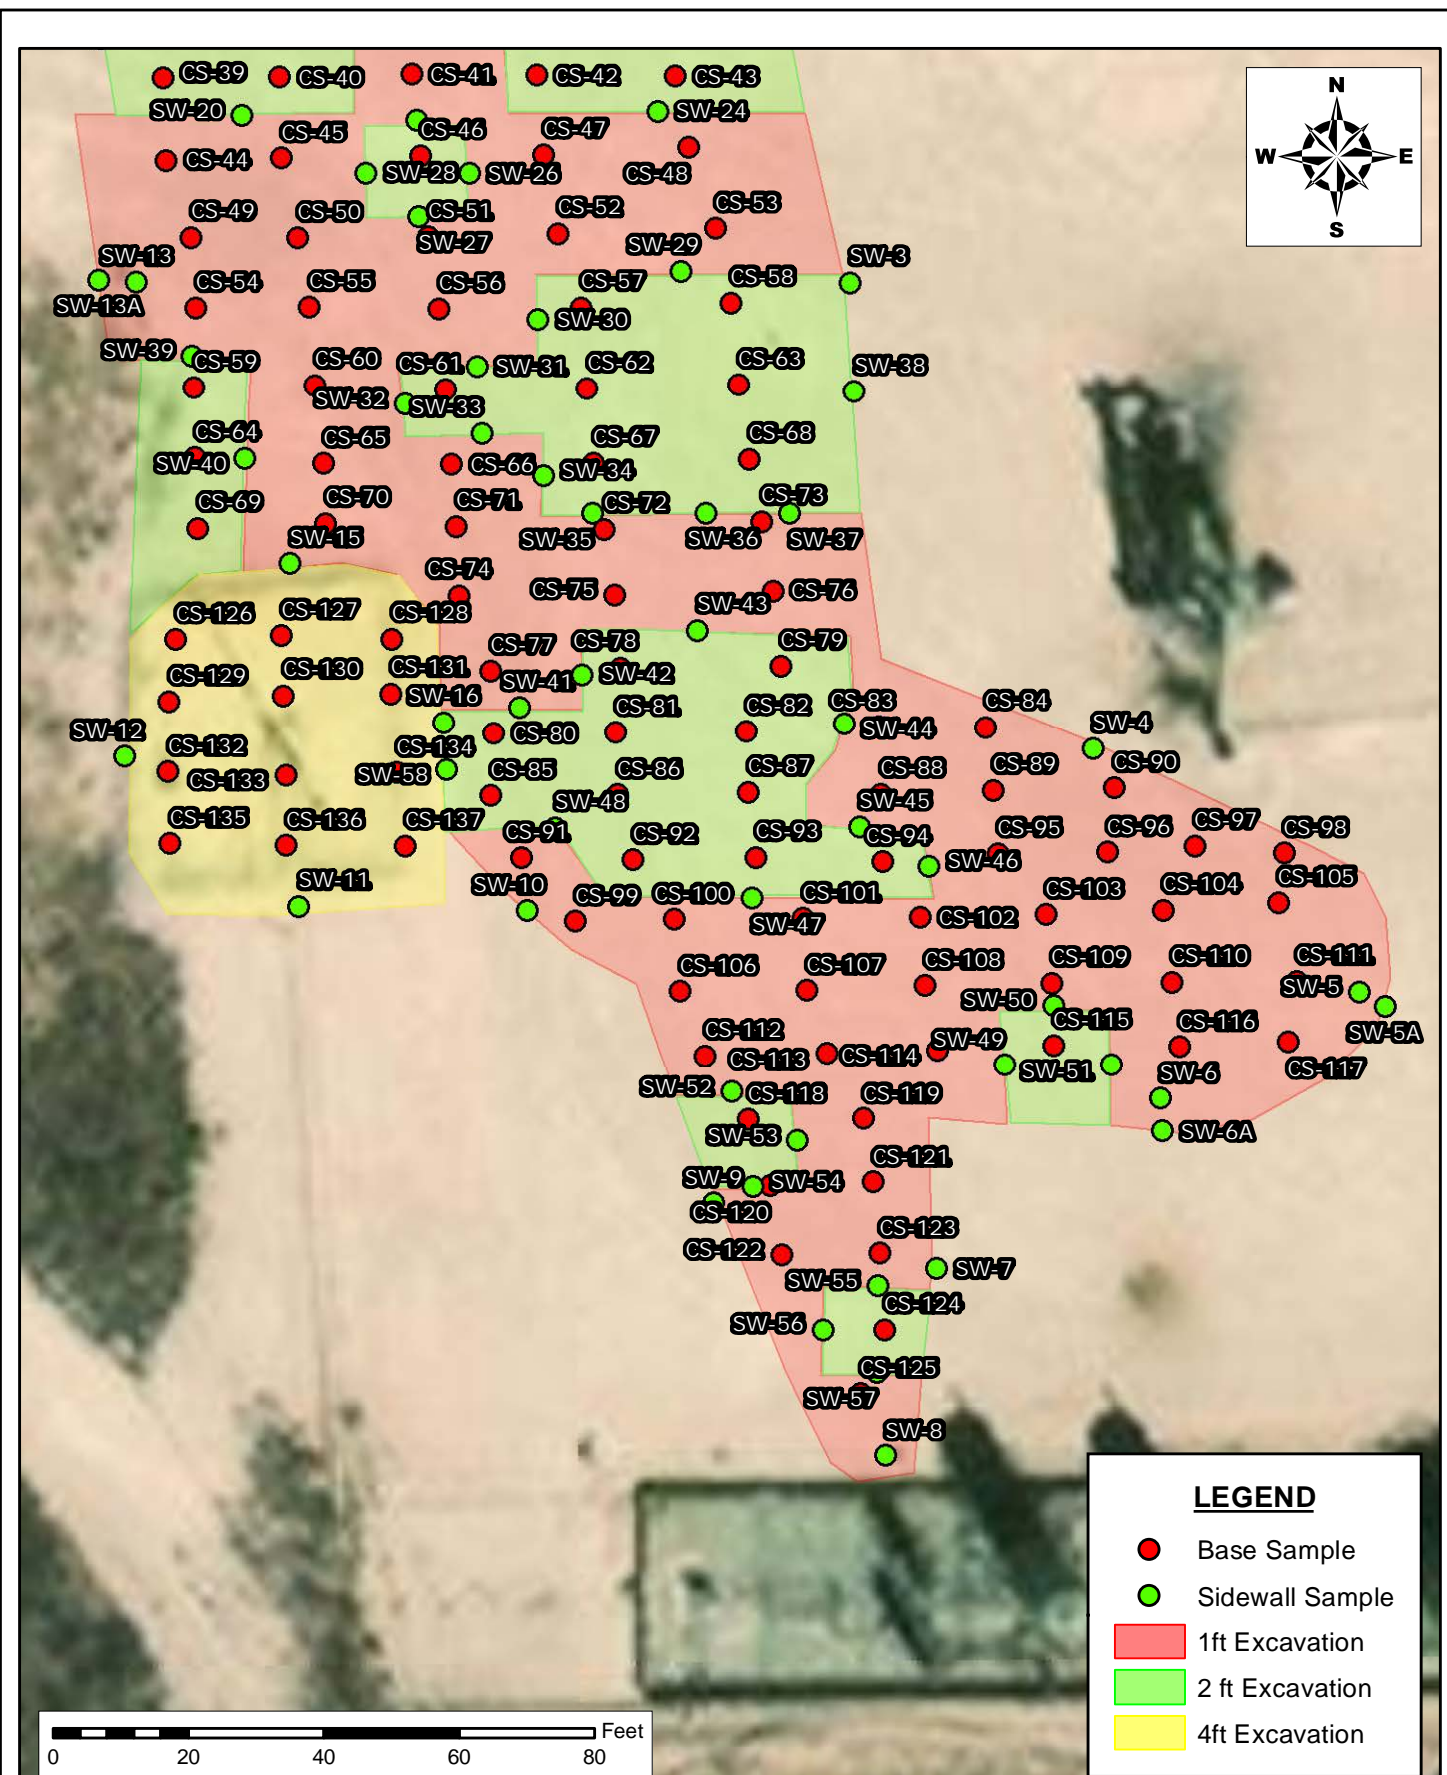 N
W E
S
CS-39 CS-40 CS-41 CS-42 CS-43
SW-20 SW-24
CS-45 CS-46 CS-47
CS-44 SW-28 SW-26 CS-48
CS-49 CS-50 CS-51 CS-52 CS-53
SW-27 SW-29
SW-13 SW-3
SW-13A CS-54 CS-55 CS-56 CS-57 CS-58
SW-30
SW-39 CS-59 CS-60 CS-61 SW-31 CS-62 CS-63 SW-38
SW-32 SW-33
CS-64 CS-67 CS-68
SW-40 CS-65 CS-66 SW-34
CS-69 CS-70 CS-71 CS-72 CS-73
SW-15 SW-35 SW-36 SW-37
CS-74
CS-75 CS-76
CS-126 CS-127 CS-128 SW-43
CS-77 CS-78 CS-79
CS-129 CS-130 CS-131 SW-41 SW-42
SW-16 CS-81 CS-82 CS-83 CS-84
SW-12 CS-80 SW-44 SW-4
CS-132 CS-134
CS-133 SW-58 CS-85 CS-86 CS-87 CS-88 CS-89 CS-90
SW-48 SW-45
CS-135 CS-136 CS-137 CS-91 CS-92 CS-93 CS-94 CS-95 CS-96 CS-97 CS-98
SW-46
SW-11 SW-10 CS-99 CS-100 CS-101 CS-103 CS-104 CS-105
SW-47 CS-102
CS-106 CS-107 CS-108 CS-109 CS-110 CS-111
SW-50 SW-5
CS-112 CS-115 CS-116 SW-5A
CS-113 CS-114 SW-49
SW-51 SW-6 CS-117
SW-52 CS-118 CS-119
SW-53 SW-6A
CS-121
SW-9 SW-54
CS-120
CS-122 CS-123
SW-55 SW-7
CS-124
SW-56
CS-125
SW-57
SW-8
LEGEND
Base Sample
Sidewall Sample
1ft Excavation
2 ft Excavation
4ft Excavation
Feet
0 20 40 60 80